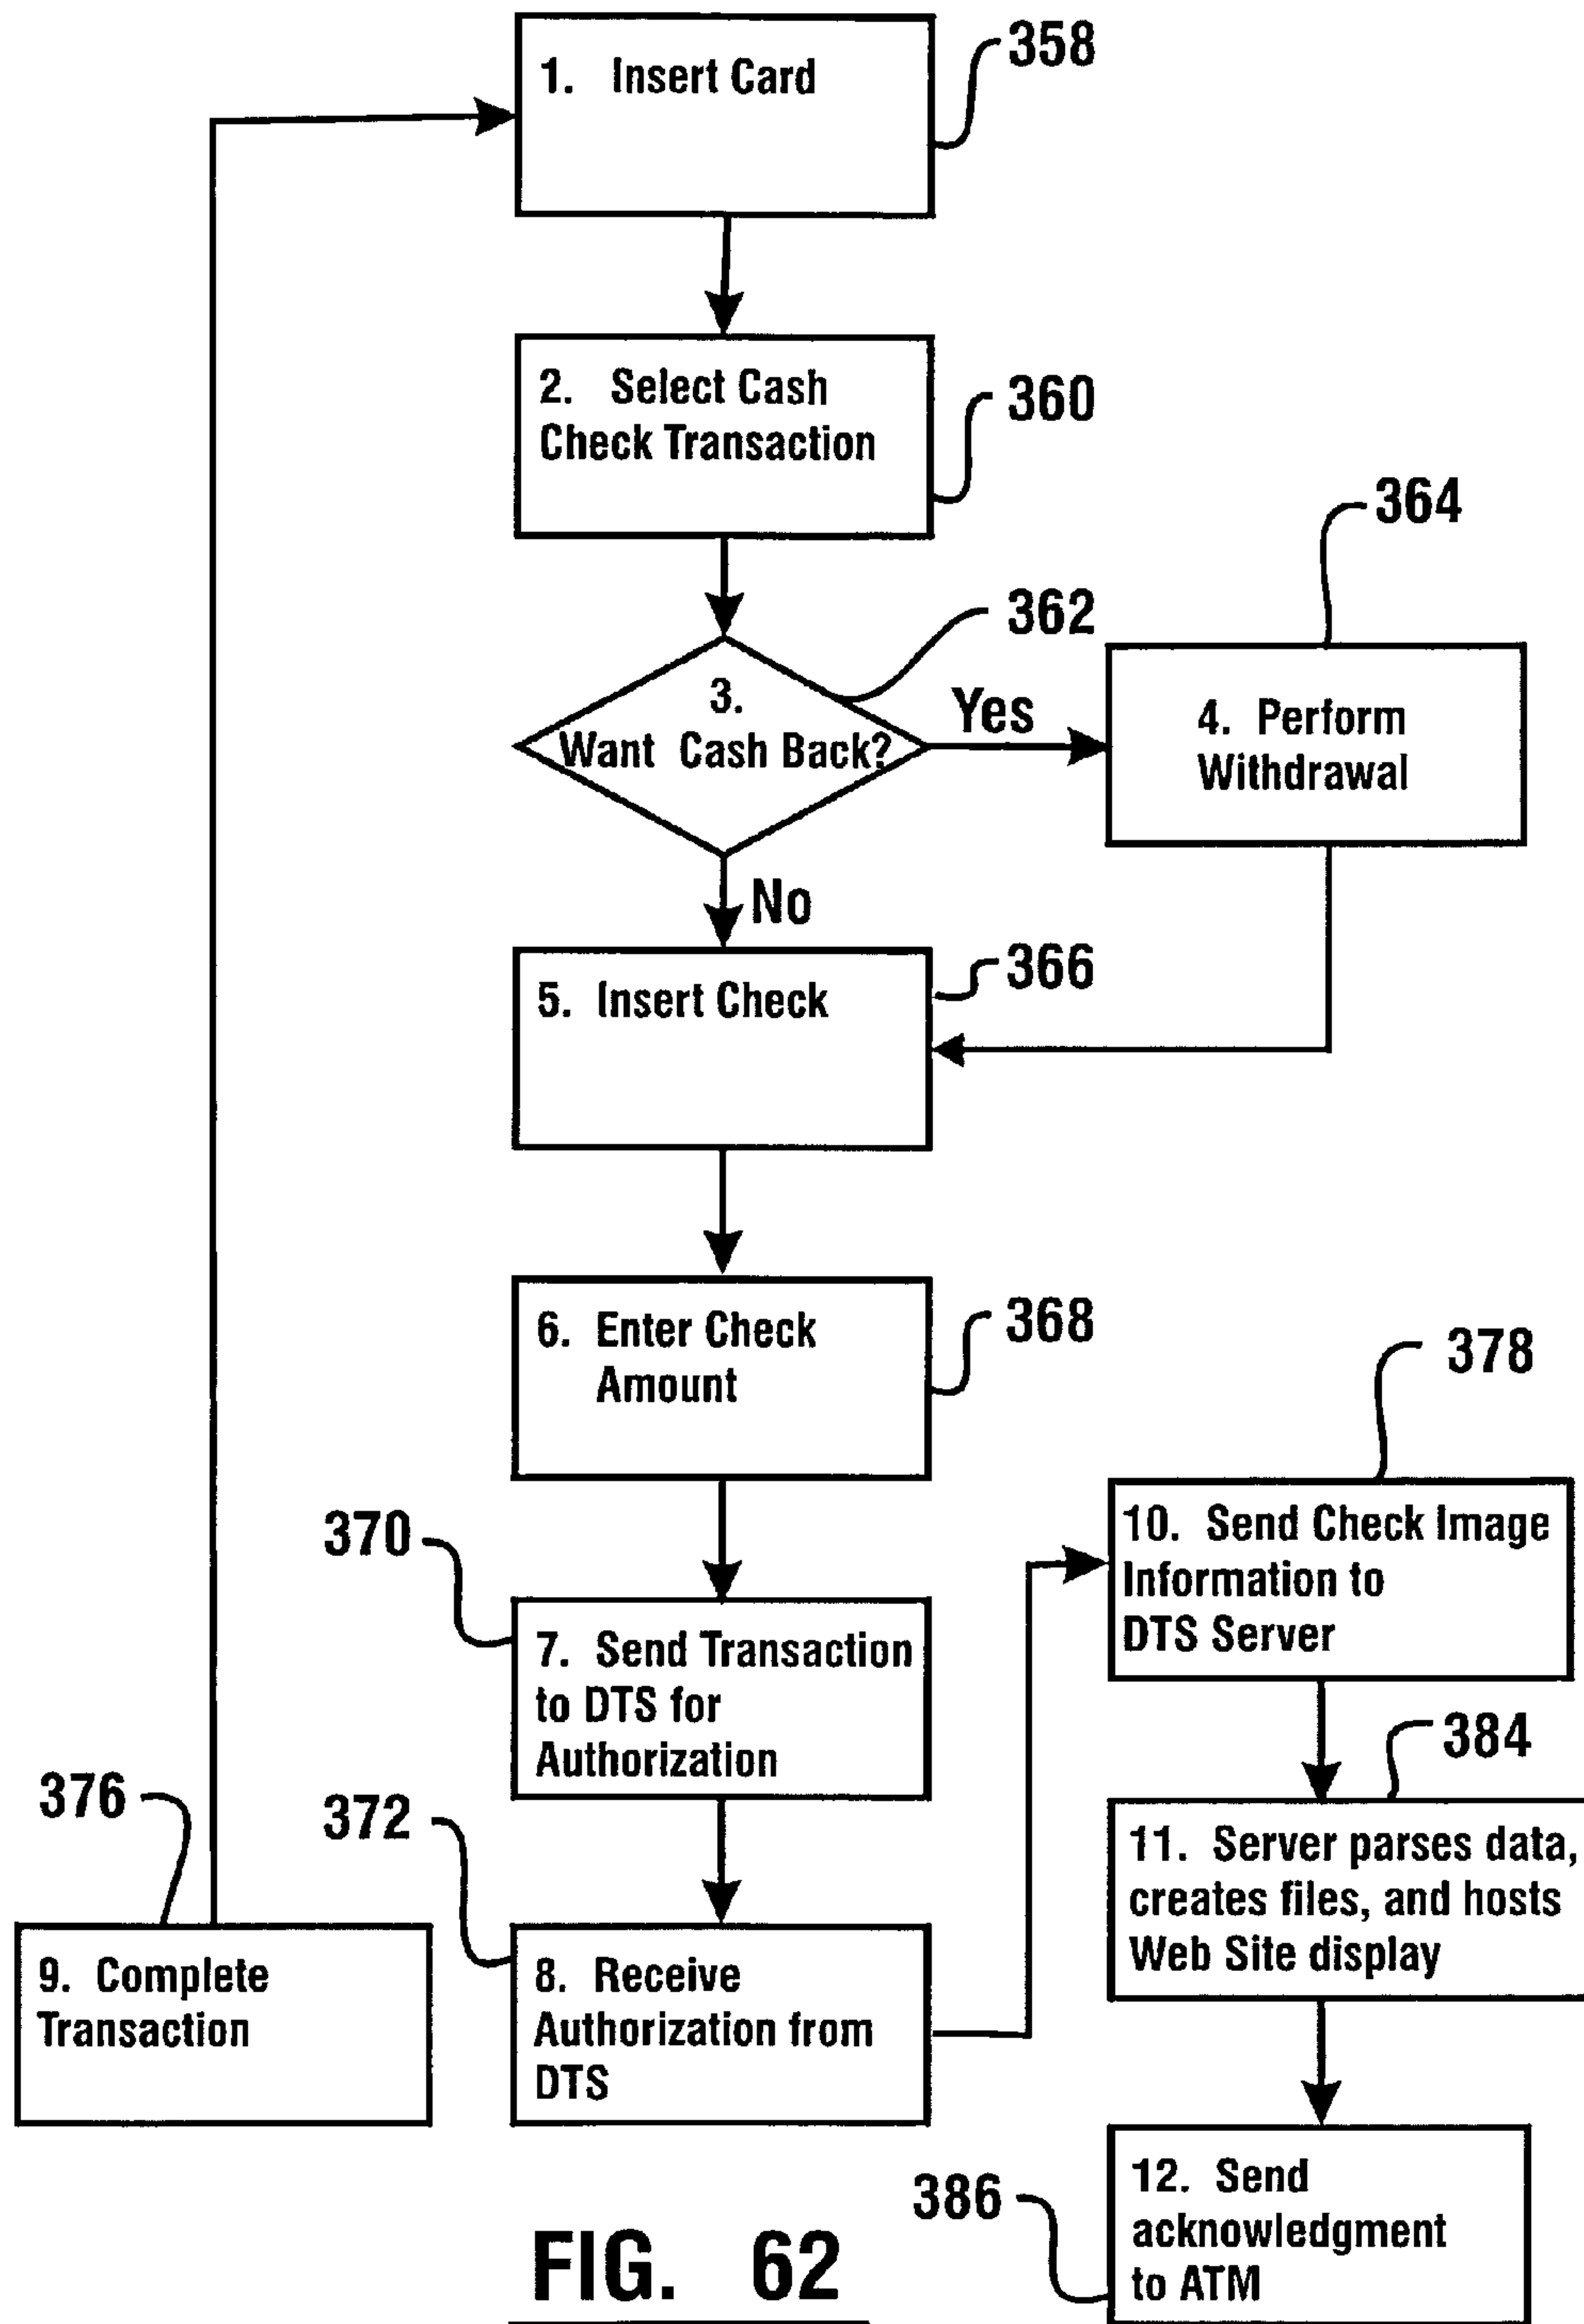 358
1. Insert Card
360
2. Select Cash
Check Transaction
362
364
3.
Want Cash Back?
Yes
4. Perform
Withdrawal
No
366
5. Insert Check
368
6. Enter Check
Amount
378
370
7. Send Transaction
to DTS for
Authorization
10. Send Check Image
Information to
DTS Server
384
376
372
9. Complete
Transaction
8. Receive
Authorization from
DTS
11. Server parses data,
creates files, and hosts
Web Site display
386
12. Send
acknowledgment
to ATM
FIG. 62